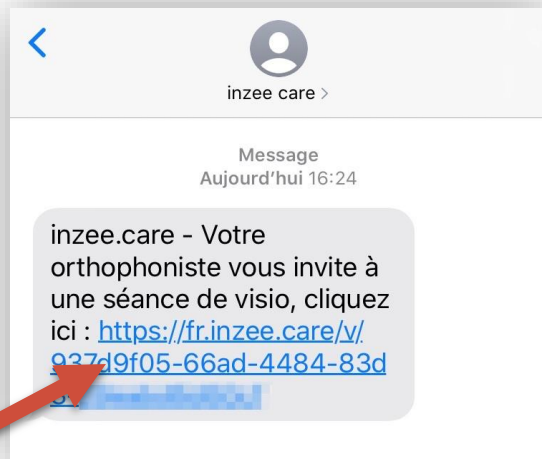 inzee care >
Message
Aujourd'hui 16:24
inzee.care - Votre
orthophoniste vous invite à
une séance de visio, cliquez
ici : https://fr.inzee.care/v/
937d9f05-66ad-4484-83d